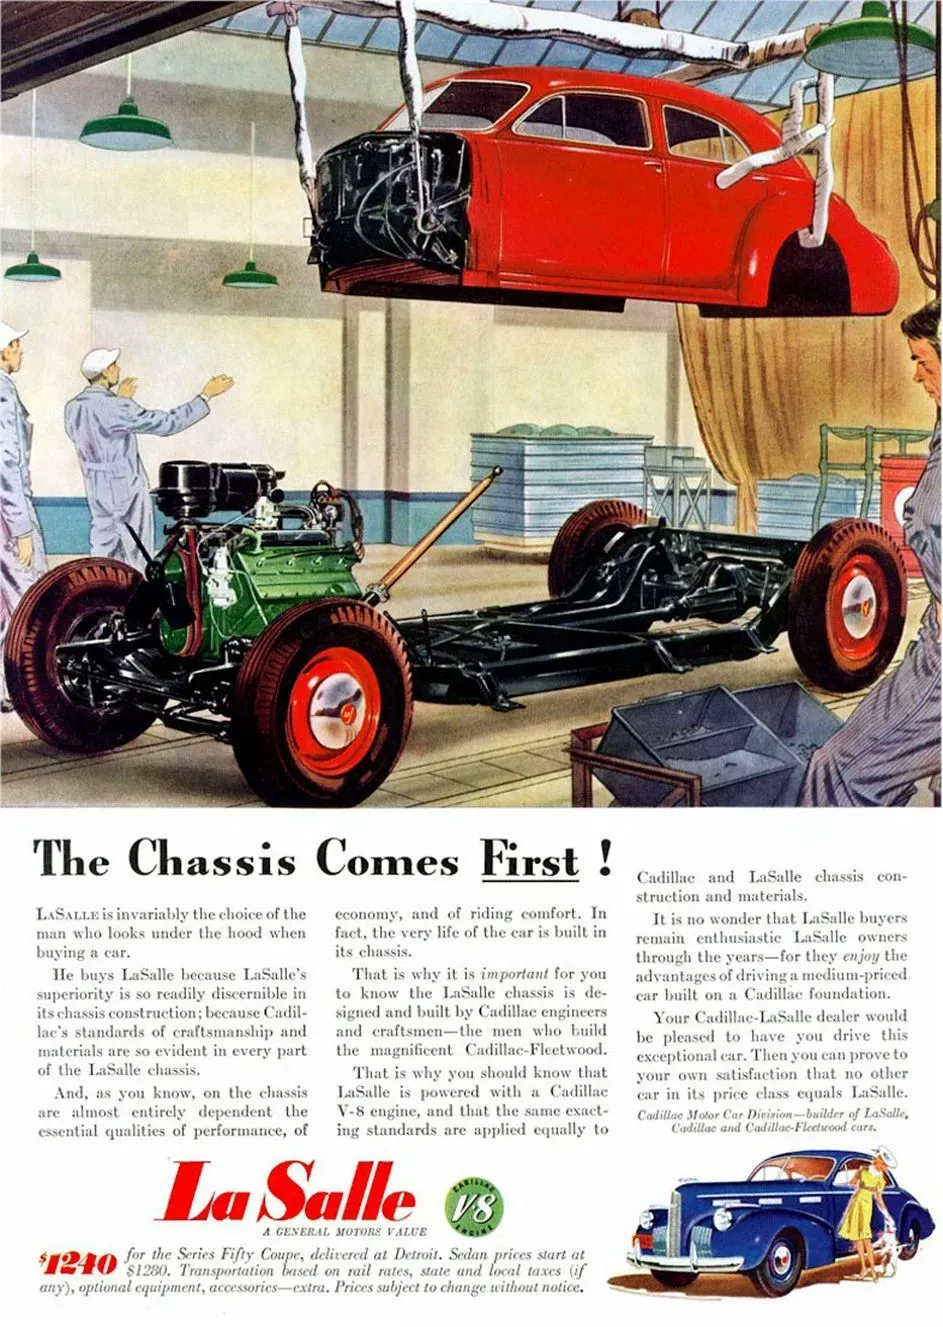 The Chassis Comes First !
LASALLE is invariably the choice of the
man who looks under the hood when
buying a car.
He buys LaSalle because LaSalle's
superiority is so readily discernible in
its chassis construction; because Cadil-
lac's standards of craftsmanship and
materials are so evident in every part
of the LaSalle chassis.
And, as you know, on the chassis
are almost entirely dependent the
essential qualities of performance, of
economy, and of riding comfort. In
fact, the very life of the car is built in
its chassis.
That is why it is important for you
to know the LaSalle chassis is de-
signed and built by Cadillac engineers
and craftsmen—the men who build
the magnificent Cadillac-Fleetwood.
That is why you should know that
LaSalle is powered with a Cadillac
V-8 engine, and that the same exact-
ing standards are applied equally to
Cadillac and LaSalle chassis con-
struction and materials.
It is no wonder that LaSalle buyers
remain enthusiastic LaSalle owners
through the years—for they enjoy the
advantages of driving a medium-priced
car built on a Cadillac foundation.
Your Cadillac-LaSalle dealer would
be pleased to have you drive this
exceptional car. Then you can prove to
your own satisfaction that no other
car in its price class equals LaSalle.
Cadillac Motor Car Division—builder of LaSalle,
Cadillac and Cadillac-Fleetwood cars.
LaSalle
A GENERAL MOTORS VALUE
CADILLAC
V-8
ENGINE
$1240 for the Series Fifty Coupe, delivered at Detroit. Sedan prices start at
$1280. Transportation based on rail rates, state and local taxes (if
any), optional equipment, accessories—extra. Prices subject to change without notice.